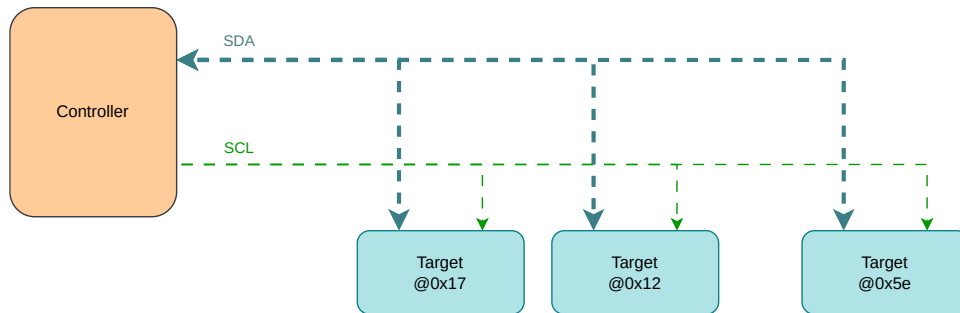 SDA
Controller
SCL
Target
@0x17
Target
@0x12
Target
@0x5e